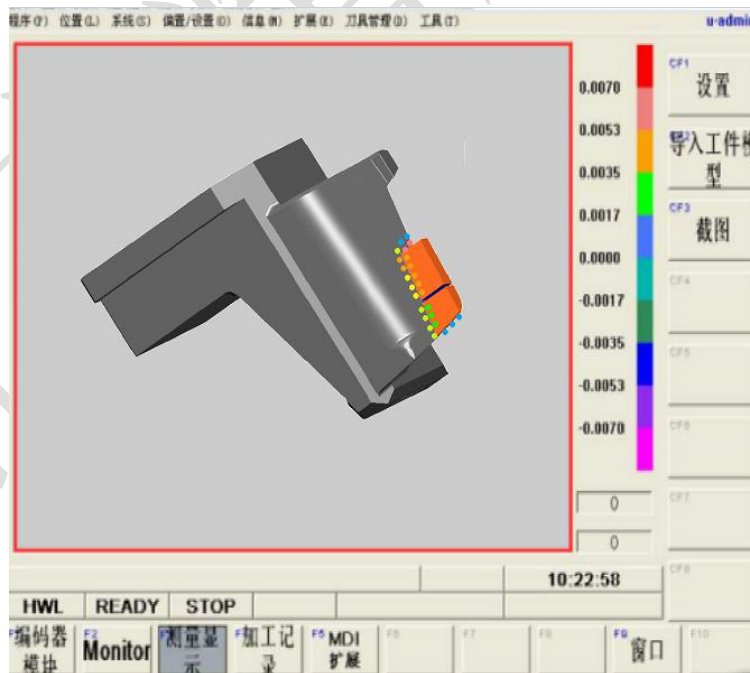 程序(P) 位置(L) 系统(S) 偏置/设置(O) 信息(M) 扩展(E) 刀具管理(D) 工具(T) u-admin
0.0070
0.0053
0.0035
0.0017
0.0000
-0.0017
-0.0035
-0.0053
-0.0070
0
0
CF1
设置
导入工件模
型
CF3
截图
CF4
CF5
CF6
CF7
CF8
10:22:58
HWL READY STOP
编码器
模块
F2
Monitor
测量显
示
加工记
录
F5 MDI
扩展
F6
F7
F8
F9
窗口
F10